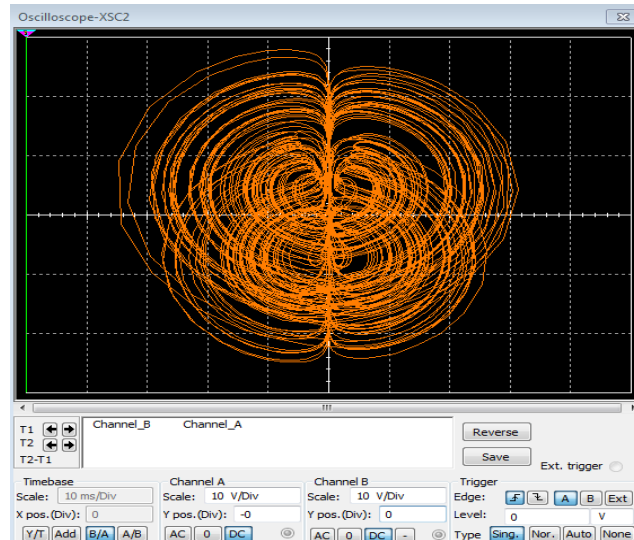 Oscilloscope-XSC2
T1
T2
T2-T1
Channel_B Channel_A
Reverse
Save
Ext. trigger
Timebase
Scale: 10 ms/Div
X pos.(Div): 0
Y/T Add B/A A/B
Channel A
Scale: 10 V/Div
Y pos.(Div): -0
AC 0 DC
Channel B
Scale: 10 V/Div
Y pos.(Div): 0
AC 0 DC -
Trigger
Edge: A B Ext
Level: 0 V
Type Sing. Nor. Auto None